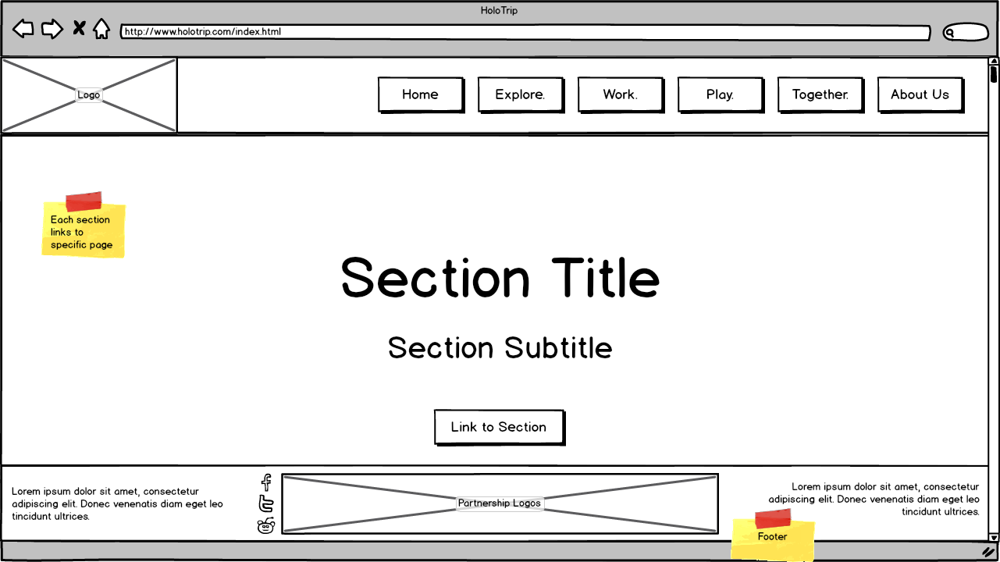 HoloTrip
http://www.holotrip.com/index.html
Logo
Home
Explore.
Work.
Play.
Together.
About Us
Each section
links to
specific page
Section Title
Section Subtitle
Link to Section
Lorem ipsum dolor sit amet, consectetur
adipiscing elit. Donec venenatis diam eget leo
tincidunt ultrices.
Partnership Logos
Lorem ipsum dolor sit amet, consectetur
adipiscing elit. Donec venenatis diam eget leo
tincidunt ultrices.
Footer